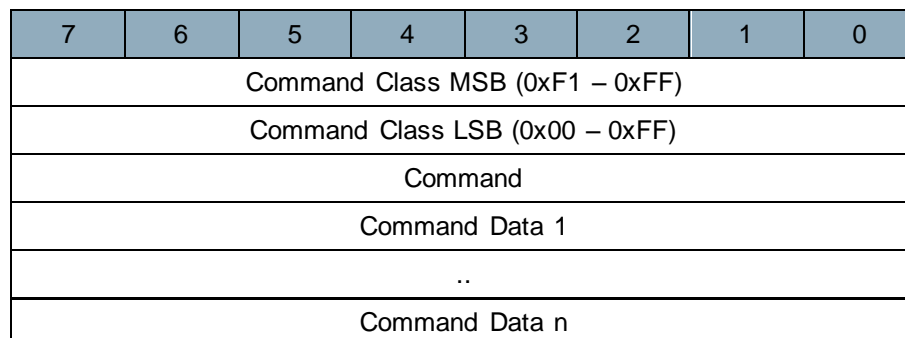 7 6 5 4 3 2 1 0
Command Class MSB (0xF1 – 0xFF)
Command Class LSB (0x00 – 0xFF)
Command
Command Data 1
..
Command Data n